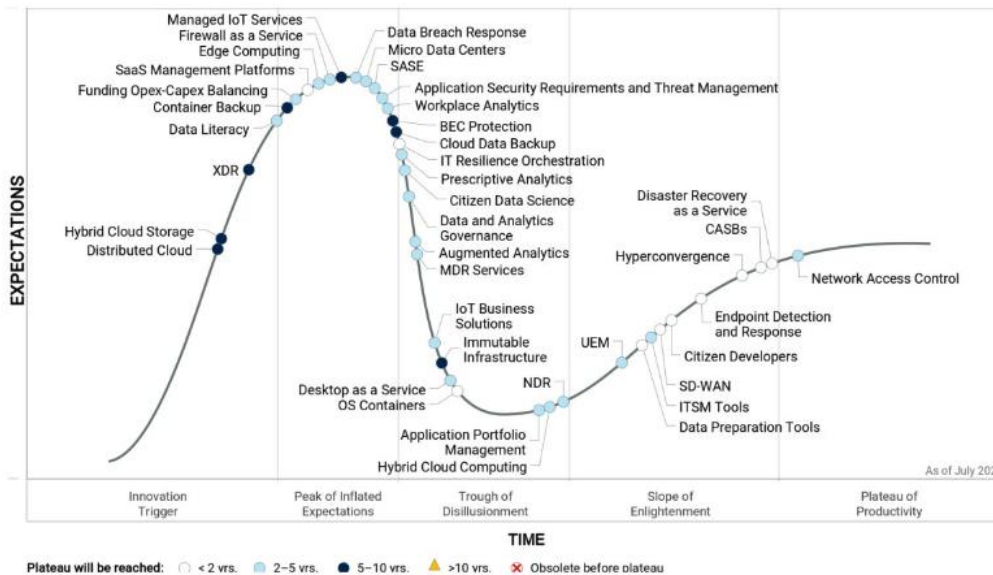 Managed IoT Services
Firewall as a Service
Edge Computing
SaaS Management Platforms
Funding Opex-Capex Balancing
Container Backup
Data Literacy
XDR
Hybrid Cloud Storage
Distributed Cloud
Data Breach Response
Micro Data Centers
SASE
Application Security Requirements and Threat Management
Workplace Analytics
BEC Protection
Cloud Data Backup
IT Resilience Orchestration
Prescriptive Analytics
Citizen Data Science
Data and Analytics
Governance
Augmented Analytics
MDR Services
IoT Business
Solutions
Immutable
Infrastructure
Desktop as a Service
OS Containers
NDR
Application Portfolio
Management
Hybrid Cloud Computing
UEM
Disaster Recovery
as a Service
CASBs
Hyperconvergence
Network Access Control
Endpoint Detection
and Response
Citizen Developers
SD-WAN
ITSM Tools
Data Preparation Tools
EXPECTATIONS
As of July 202
Innovation
Trigger
Peak of Inflated
Expectations
Trough of
Disillusionment
Slope of
Enlightenment
Plateau of
Productivity
TIME
Plateau will be reached: < 2 yrs. 2–5 yrs. 5–10 yrs. >10 yrs. Obsolete before plateau